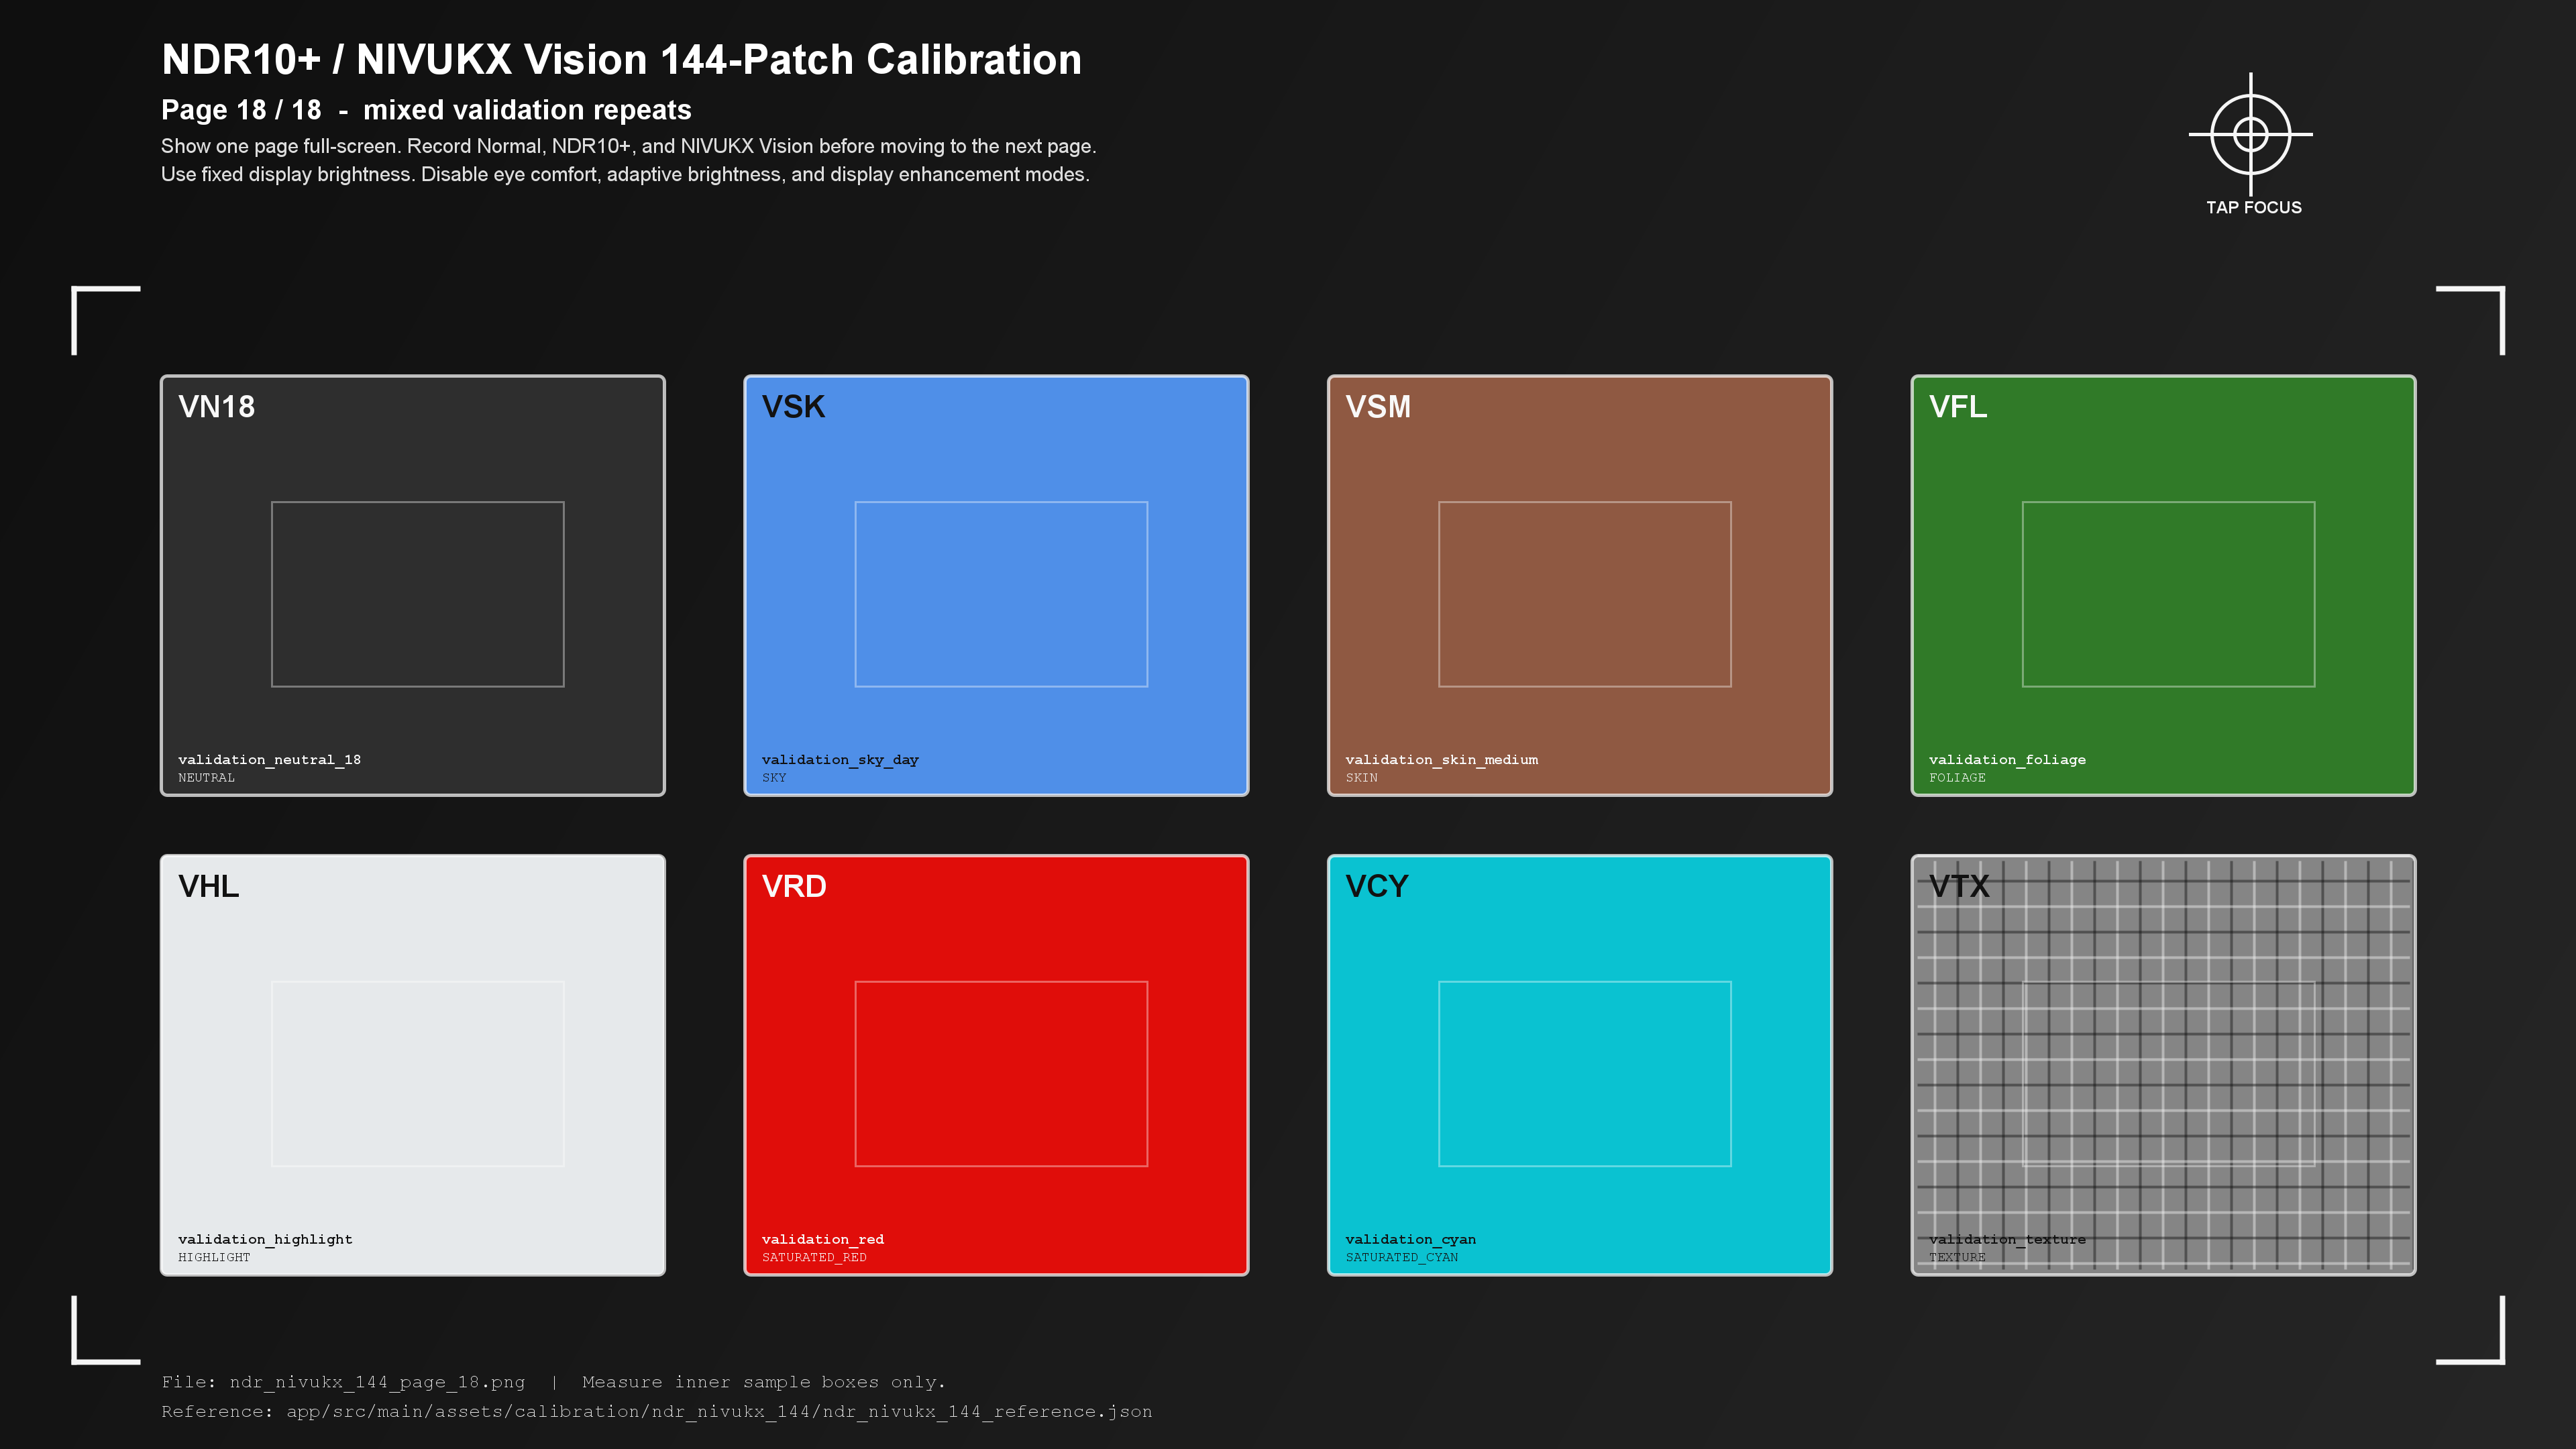 NDR10+ / NIVUKX Vision 144-Patch Calibration
Page 18 / 18 - mixed validation repeats
Show one page full-screen. Record Normal, NDR10+, and NIVUKX Vision before moving to the next page.
Use fixed display brightness. Disable eye comfort, adaptive brightness, and display enhancement modes.
TAP FOCUS
VN18
validation_neutral_18
NEUTRAL
VSK
validation_sky_day
SKY
VSM
validation_skin_medium
SKIN
VFL
validation_foliage
FOLIAGE
VHL
validation_highlight
HIGHLIGHT
VRD
validation_red
SATURATED_RED
VCY
validation_cyan
SATURATED_CYAN
VTX
validation_texture
TEXTURE
File: ndr_nivukx_144_page_18.png | Measure inner sample boxes only.
Reference: app/src/main/assets/calibration/ndr_nivukx_144/ndr_nivukx_144_reference.json